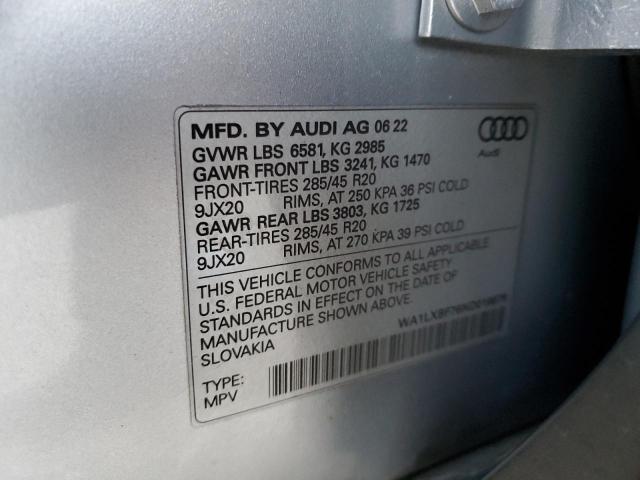 MFD. BY AUDI AG 06 22
GVWR LBS 6581, KG 2985
GAWR FRONT LBS 3241, KG 1470
FRONT-TIRES 285/45 R20
9JX20 RIMS, AT 250 KPA 36 PSI COLD
GAWR REAR LBS 3803, KG 1725
REAR-TIRES 285/45 R20
9JX20 RIMS, AT 270 KPA 39 PSI COLD
Audi
THIS VEHICLE CONFORMS TO ALL APPLICABLE
U.S. FEDERAL MOTOR VEHICLE SAFETY
STANDARDS IN EFFECT ON THE DATE OF
MANUFACTURE SHOWN ABOVE.
SLOVAKIA
TYPE:
MPV